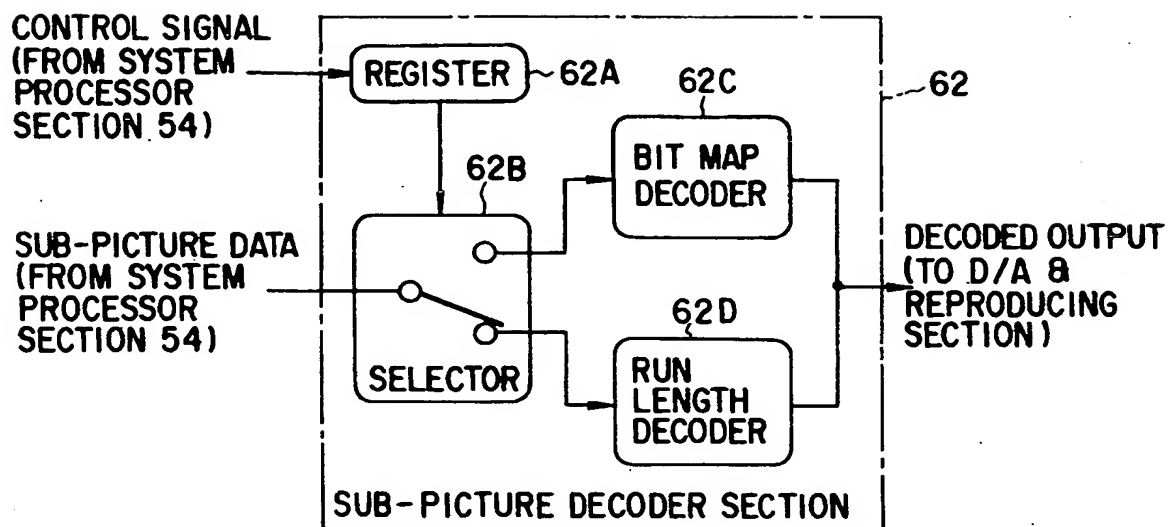 CONTROL SIGNAL
(FROM SYSTEM
PROCESSOR
SECTION 54)
REGISTER
62A
62
62C
BIT MAP
DECODER
62B
SUB-PICTURE DATA
(FROM SYSTEM
PROCESSOR
SECTION 54)
SELECTOR
DECODED OUTPUT
(TO D/A &
REPRODUCING
SECTION)
62D
RUN
LENGTH
DECODER
SUB-PICTURE DECODER SECTION